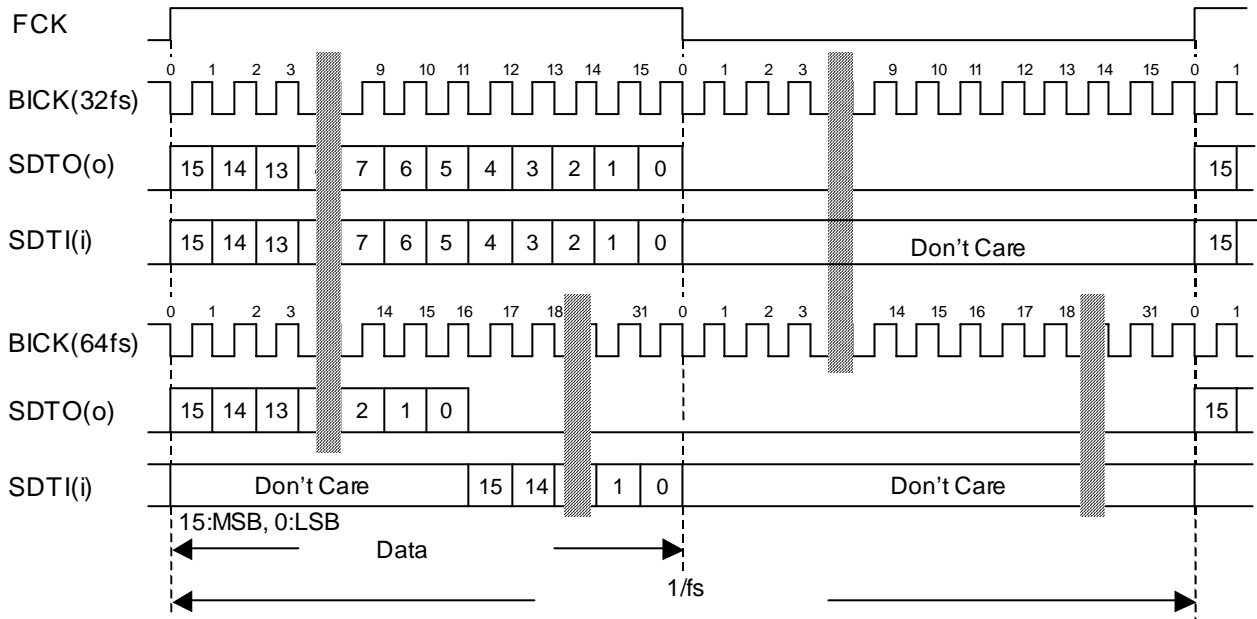 FCK
0 1 2 3 9 10 11 12 13 14 15 0 1 2 3 9 10 11 12 13 14 15 0 1
BICK(32fs)
SDTO(o) 15 14 13 7 6 5 4 3 2 1 0 15
SDTI(i) 15 14 13 7 6 5 4 3 2 1 0 Don't Care 15
0 1 2 3 14 15 16 17 18 31 0 1 2 3 14 15 16 17 18 31 0 1
BICK(64fs)
SDTO(o) 15 14 13 2 1 0 15
SDTI(i) Don't Care 15 14 1 0 Don't Care
15:MSB, 0:LSB
Data
1/fs